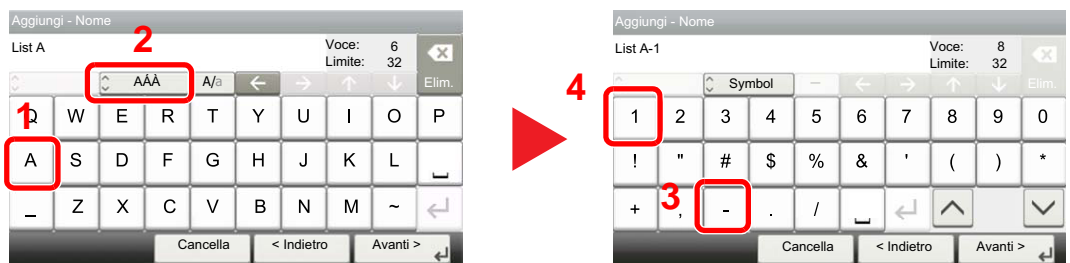 Aggiungi - Nome
2
List A
Voce: 6
Limite: 32
AÁÀ A/a ← → ↑ ↓ Elim.
1
Q W E R T Y U I O P
A S D F G H J K L ⎵
_ Z X C V B N M ~ ↵
Cancella < Indietro Avanti > ↵
Aggiungi - Nome
List A-1
Voce: 8
Limite: 32
4
Symbol — ← → ↑ ↓ Elim.
1 2 3 4 5 6 7 8 9 0
! " # $ % & ' ( ) *
3
+ , - . / ⎵ ↵
Cancella < Indietro Avanti > ↵